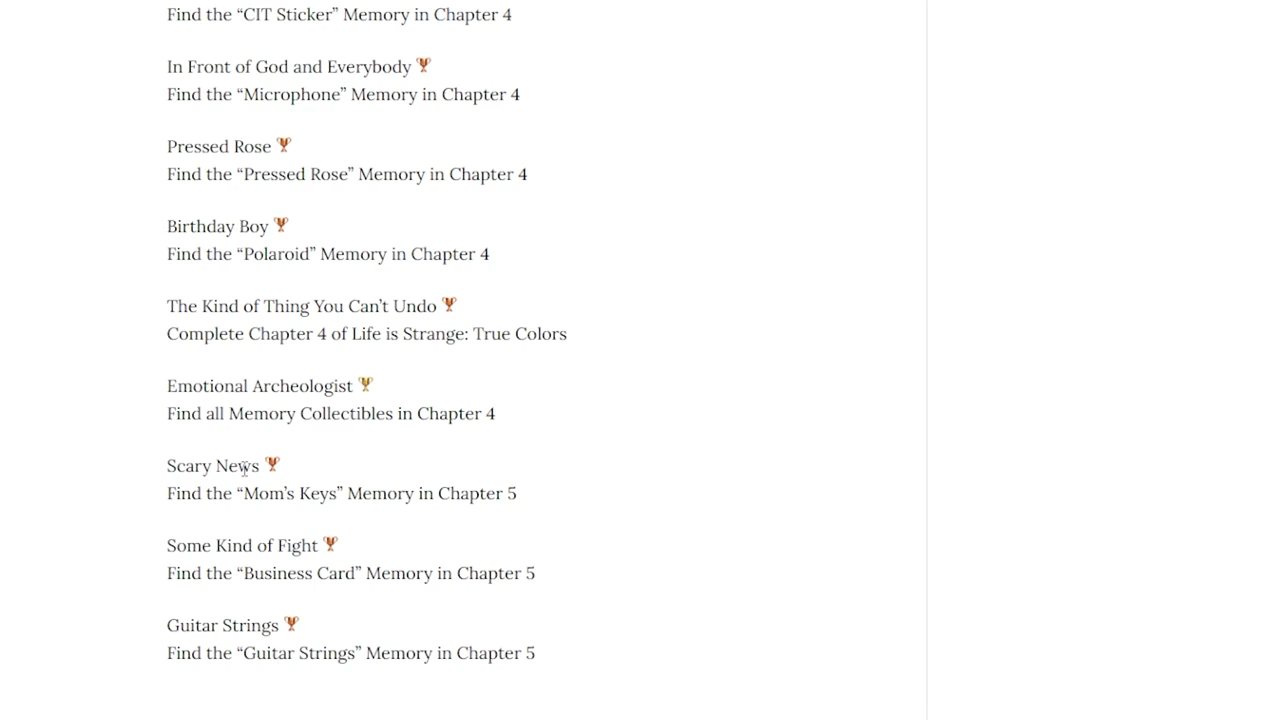 Find the “CIT Sticker” Memory in Chapter 4
In Front of God and Everybody
Find the “Microphone” Memory in Chapter 4
Pressed Rose
Find the “Pressed Rose” Memory in Chapter 4
Birthday Boy
Find the “Polaroid” Memory in Chapter 4
The Kind of Thing You Can’t Undo
Complete Chapter 4 of Life is Strange: True Colors
Emotional Archeologist
Find all Memory Collectibles in Chapter 4
Scary News
Find the “Mom’s Keys” Memory in Chapter 5
Some Kind of Fight
Find the “Business Card” Memory in Chapter 5
Guitar Strings
Find the “Guitar Strings” Memory in Chapter 5